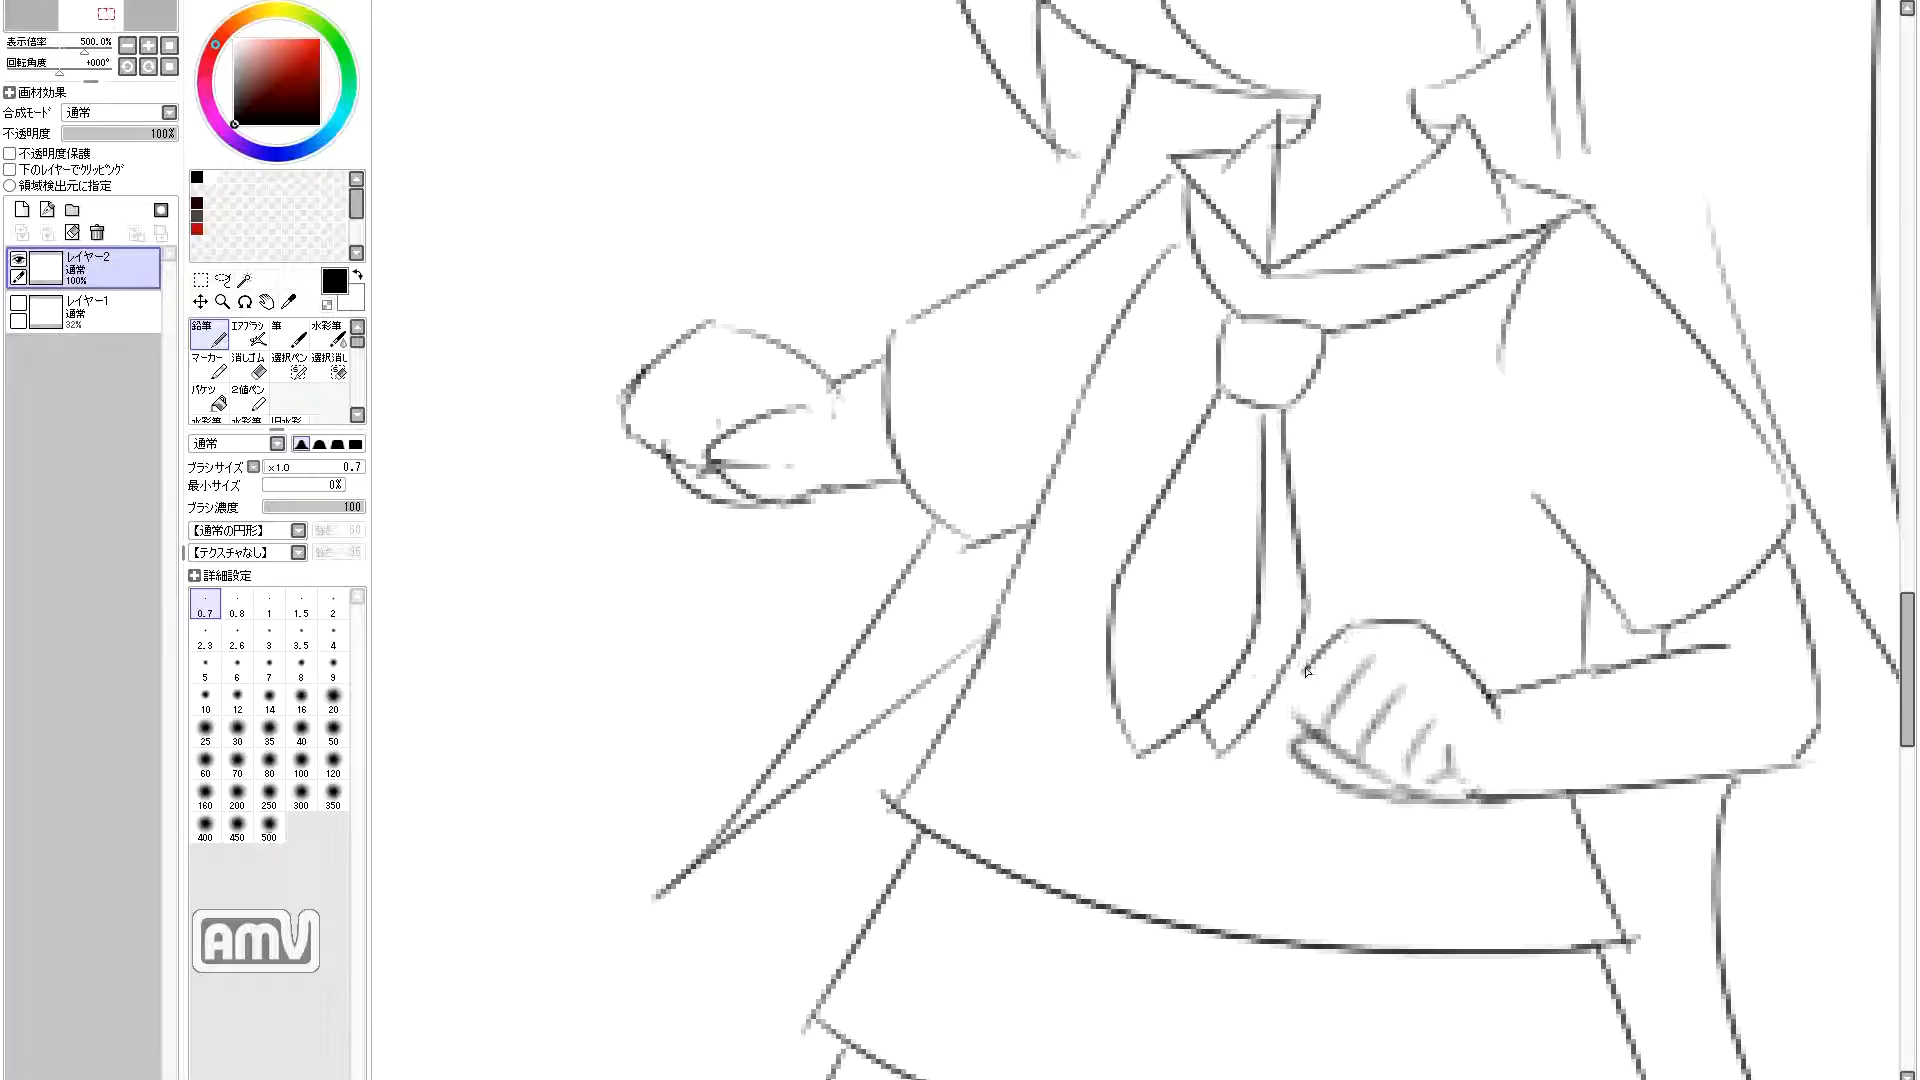 表示倍率 500.0%
回転角度 +000°
画材効果
合成モード 通常
不透明度 100%
不透明度保護
下のレイヤーでクリッピング
領域検出元に指定
レイヤー2
通常
100%
レイヤー1
通常
32%
鉛筆 エアブラシ 筆 水彩筆
マーカー 消しゴム 選択ペン 選択消し
バケツ 2値ペン
通常
ブラシサイズ x1.0 0.7
最小サイズ 0%
ブラシ濃度 100
【通常の円形】 強さ 50
【テクスチャなし】 強さ 95
詳細設定
0.7 0.8 1 1.5 2
2.3 2.6 3 3.5 4
5 6 7 8 9
10 12 14 16 20
25 30 35 40 50
60 70 80 100 120
160 200 250 300 350
400 450 500
AMV